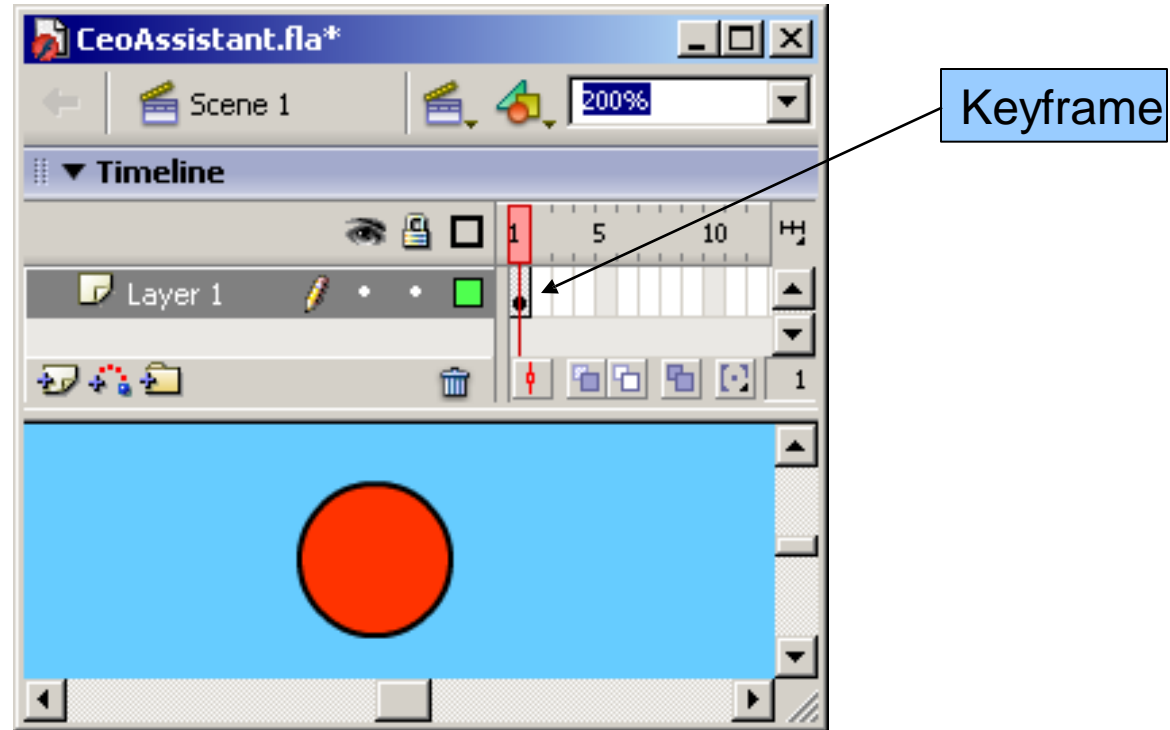 CeoAssistant.fla*
Scene 1
200%
Keyframe
Timeline
1 5 10
Layer 1
1